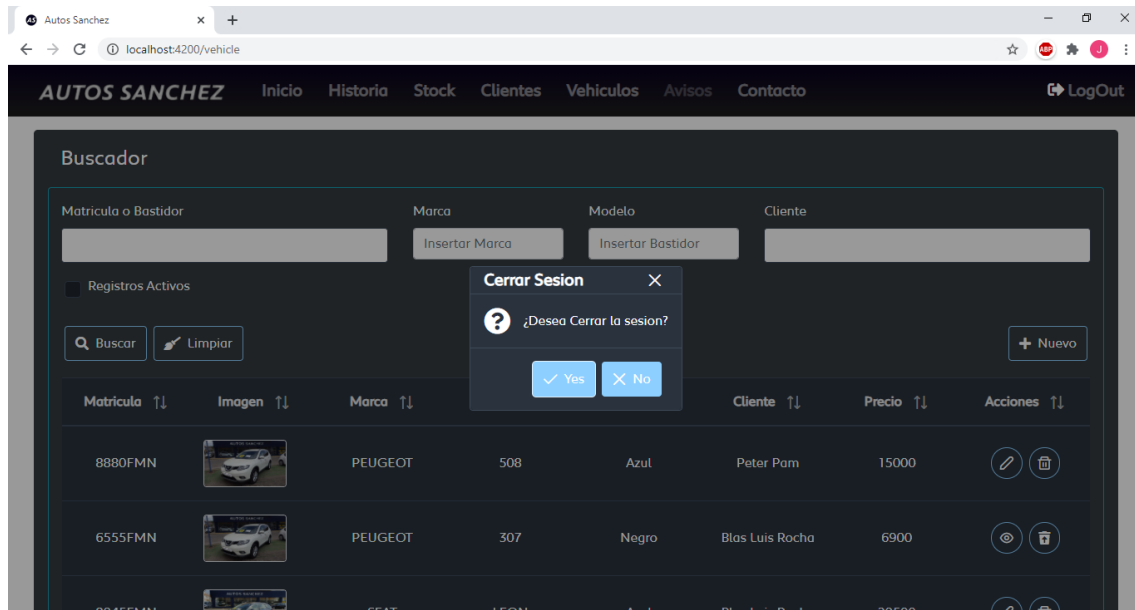 Autos Sanchez
localhost:4200/vehicle
ABP
J
AUTOS SANCHEZ Inicio Historia Stock Clientes Vehiculos Avisos Contacto LogOut
Buscador
Matricula o Bastidor Marca Modelo Cliente
Insertar Marca Insertar Bastidor
Registros Activos
Cerrar Sesion
¿Desea Cerrar la sesion?
Yes No
Buscar Limpiar Nuevo
Matricula Imagen Marca Cliente Precio Acciones
8880FMN PEUGEOT 508 Azul Peter Pam 15000
6555FMN PEUGEOT 307 Negro Blas Luis Rocha 6900